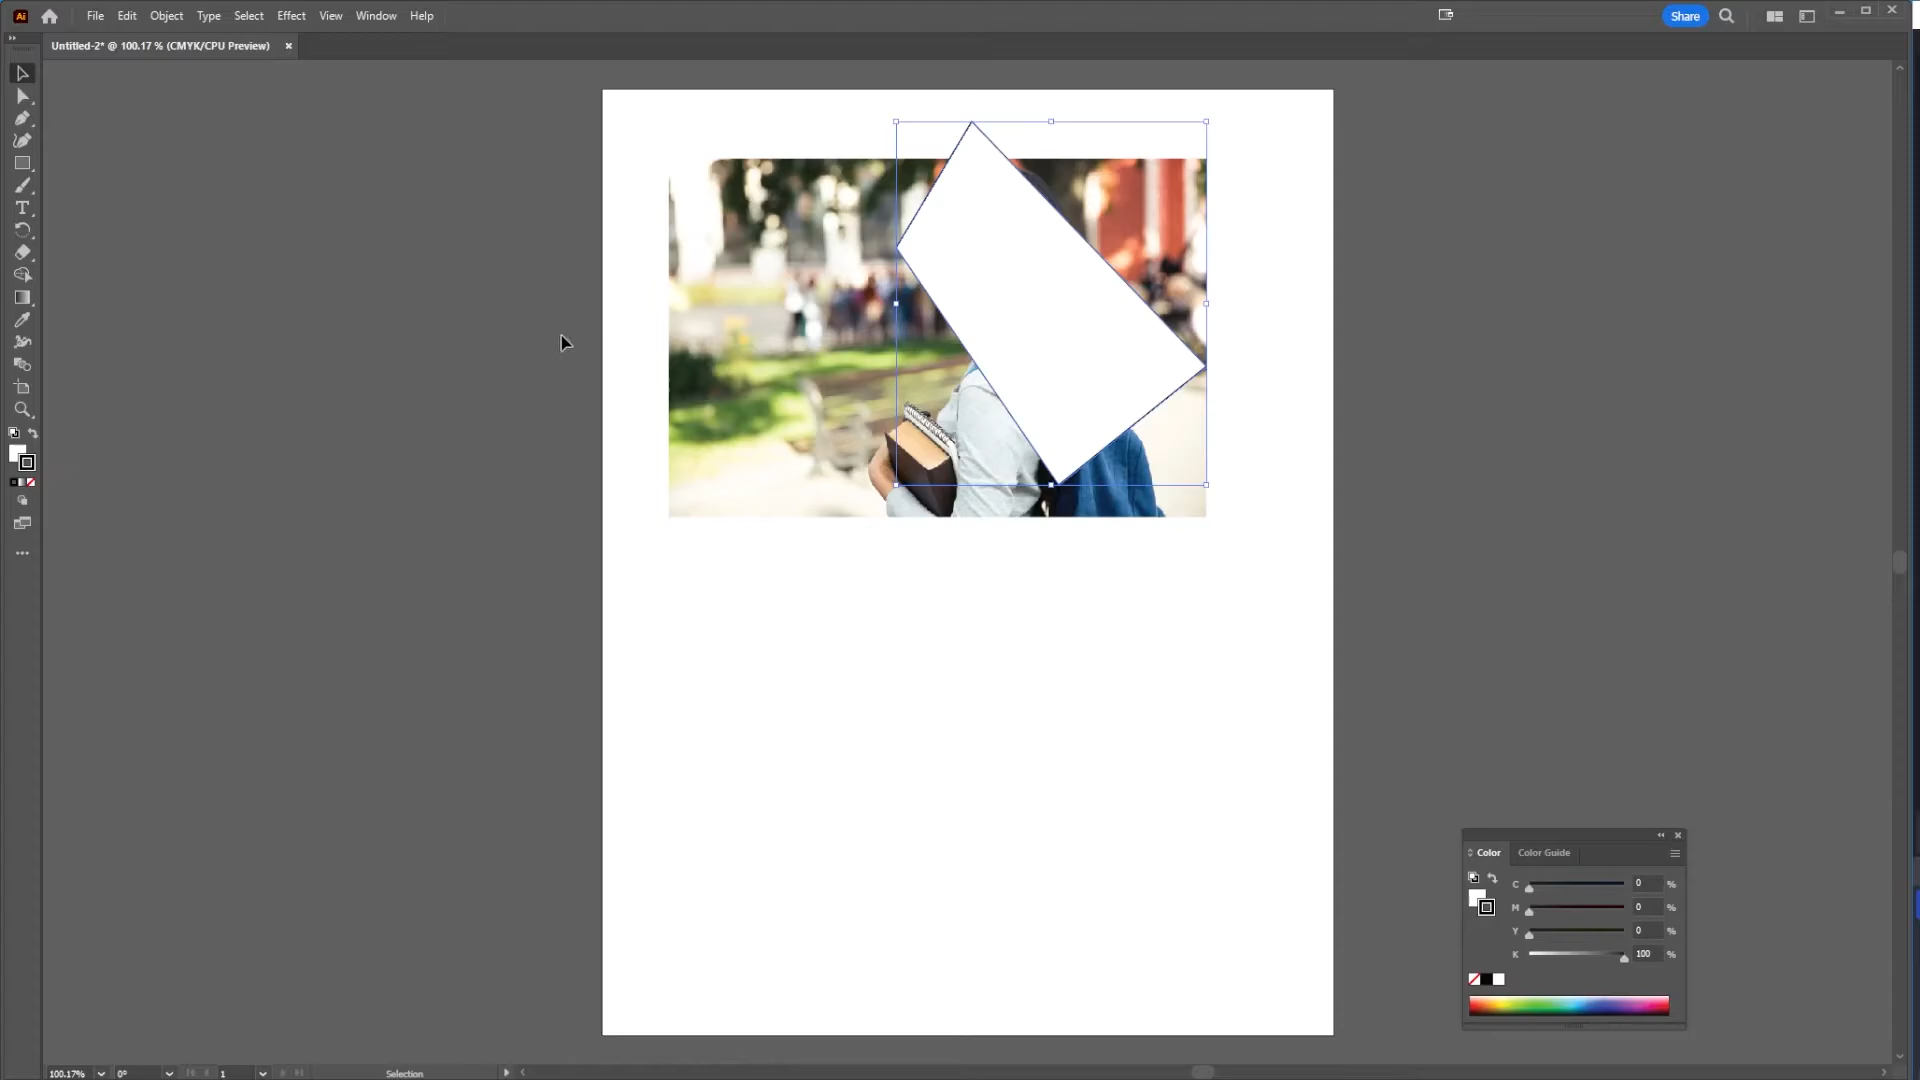 Ai File Edit Object Type Select Effect View Window Help Share
Untitled-2* @ 100.17 % (CMYK/CPU Preview) ×
T
Color Color Guide
C 0 %
M 0 %
Y 0 %
K 100 %
100.17% 0° 1 Selection